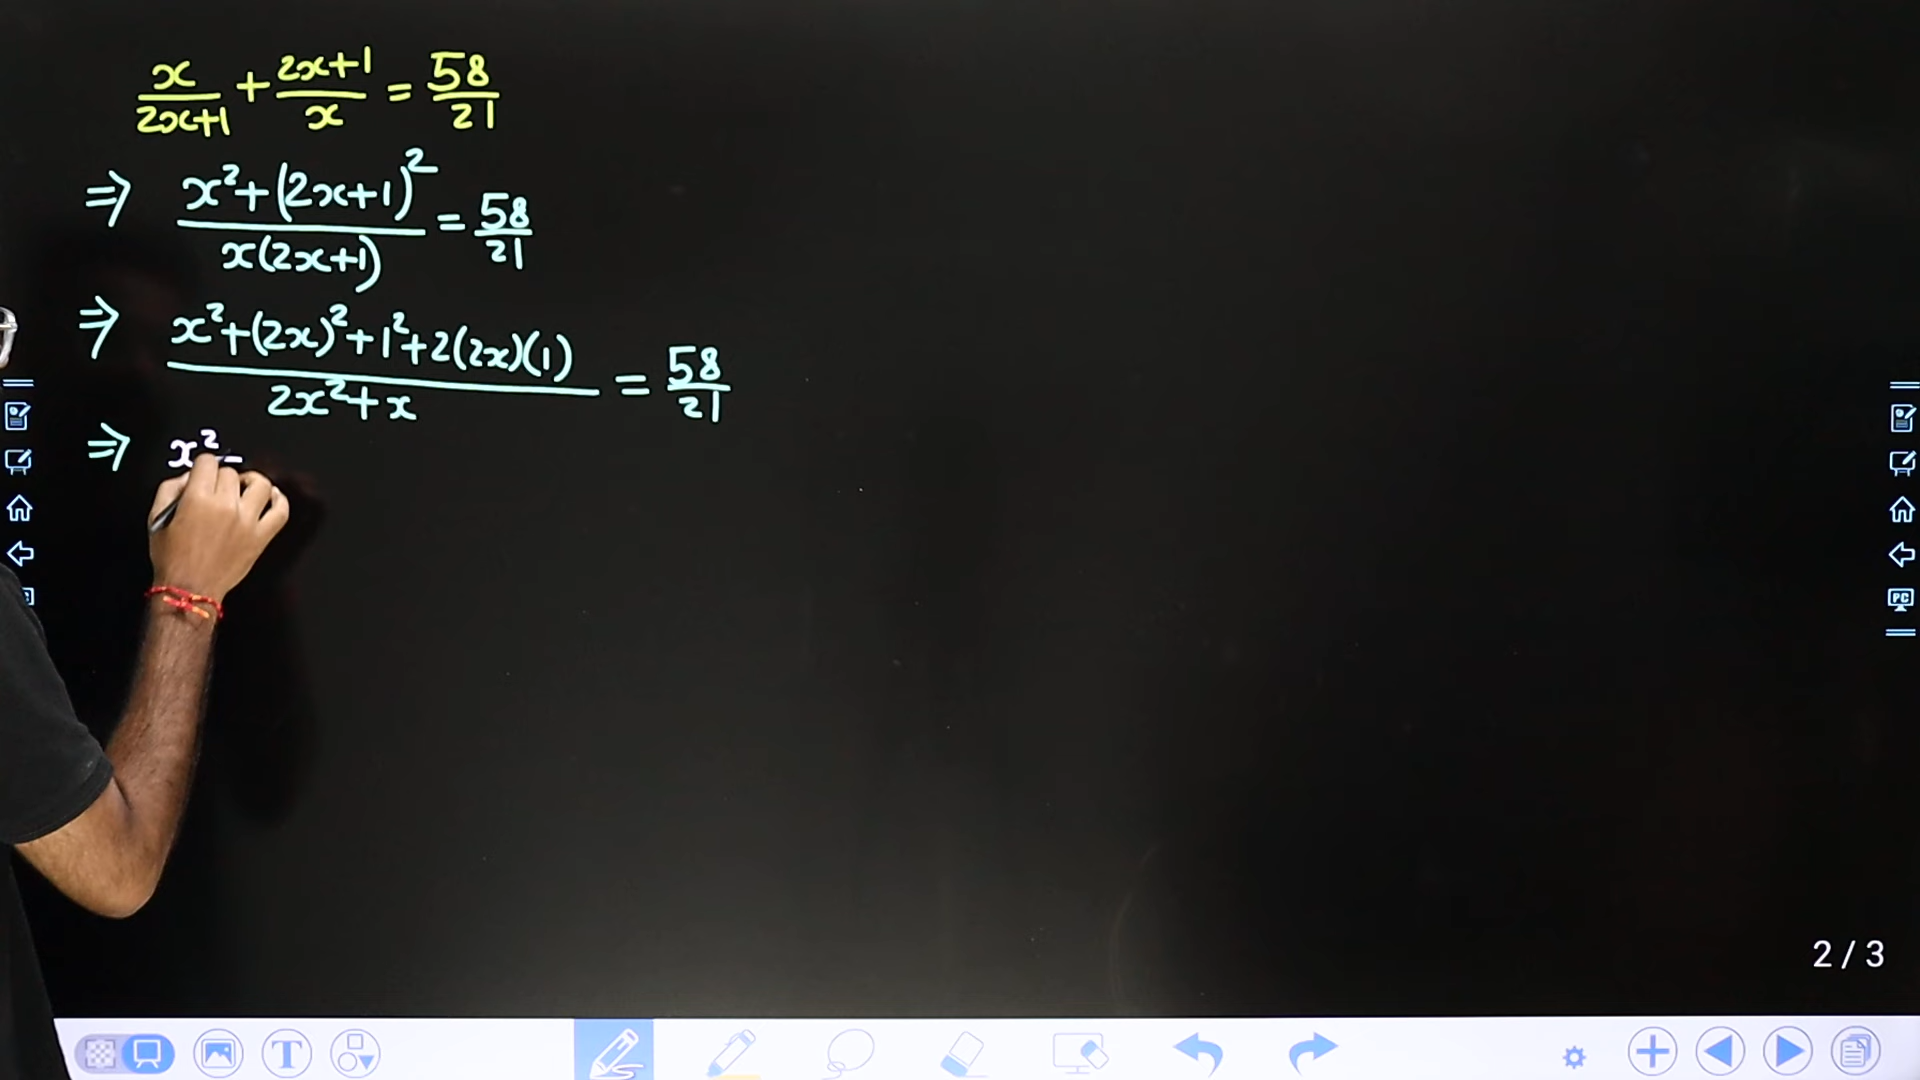 x/(2x+1) + (2x+1)/x = 58/21
⇒ (x²+(2x+1)²)/(x(2x+1)) = 58/21
⇒ (x²+(2x)²+1²+2(2x)(1))/(2x²+x) = 58/21
⇒ x²
PC
2 / 3
T